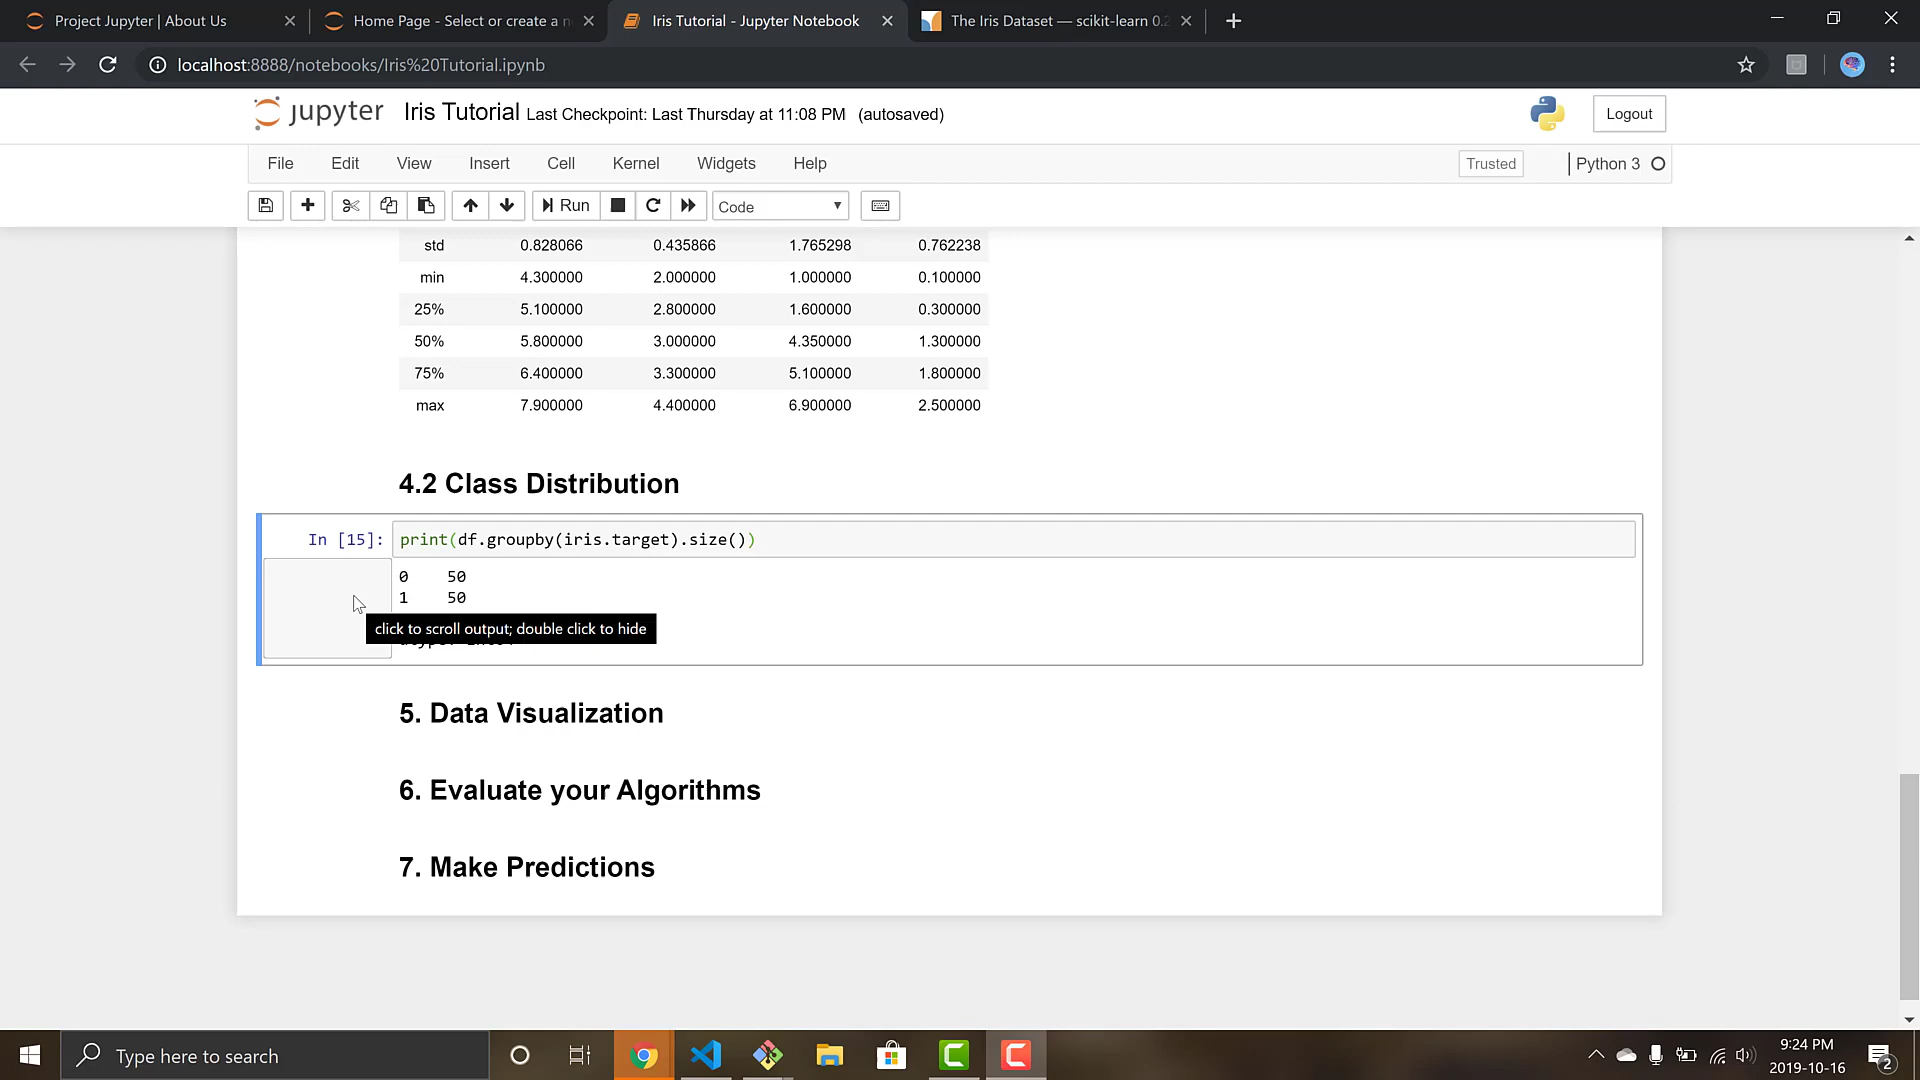 Project Jupyter | About Us
Home Page - Select or create a n
Iris Tutorial - Jupyter Notebook
The Iris Dataset — scikit-learn 0.2
localhost:8888/notebooks/Iris%20Tutorial.ipynb
jupyter Iris Tutorial Last Checkpoint: Last Thursday at 11:08 PM (autosaved)
Logout
File Edit View Insert Cell Kernel Widgets Help
Trusted
Python 3
Run
Code
std 0.828066 0.435866 1.765298 0.762238
min 4.300000 2.000000 1.000000 0.100000
25% 5.100000 2.800000 1.600000 0.300000
50% 5.800000 3.000000 4.350000 1.300000
75% 6.400000 3.300000 5.100000 1.800000
max 7.900000 4.400000 6.900000 2.500000
4.2 Class Distribution
In [15]: print(df.groupby(iris.target).size())
0 50
1 50
click to scroll output; double click to hide
5. Data Visualization
6. Evaluate your Algorithms
7. Make Predictions
Type here to search
9:24 PM
2019-10-16
2